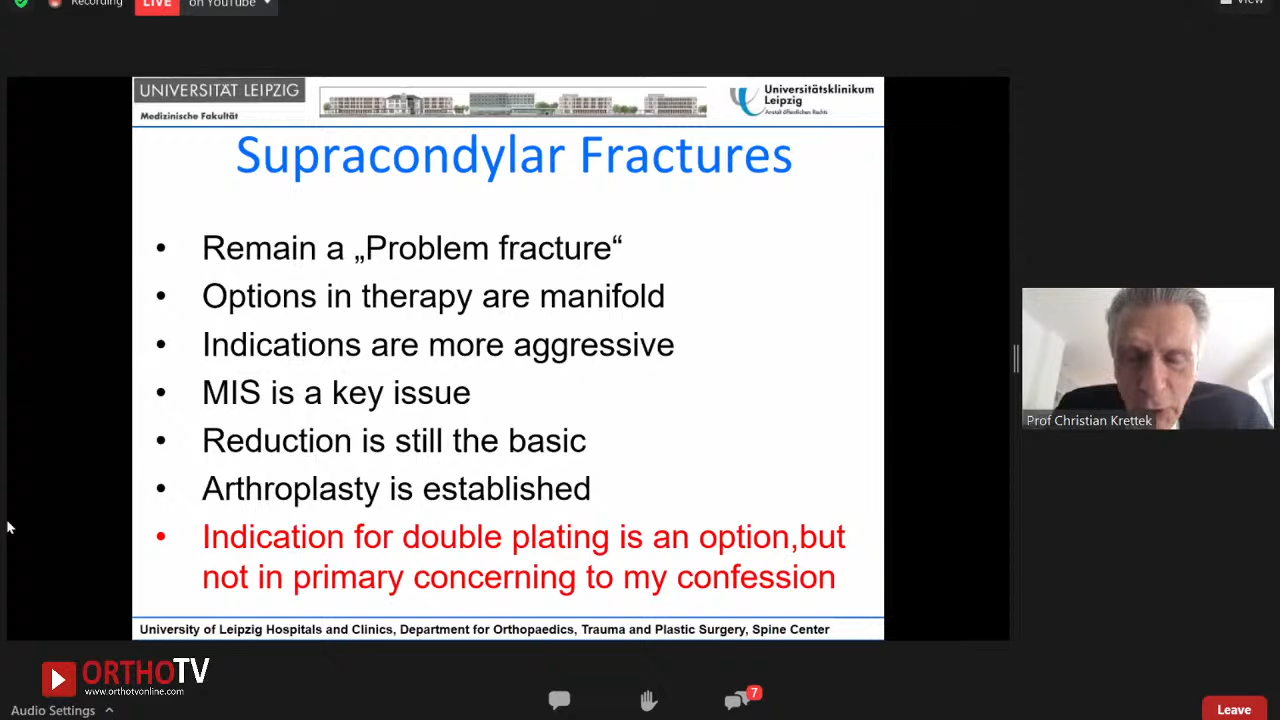 Recording
LIVE
on YouTube
View
UNIVERSITÄT LEIPZIG
Medizinische Fakultät
Universitätsklinikum
Leipzig
Anstalt öffentlichen Rechts
Supracondylar Fractures
• Remain a „Problem fracture“
• Options in therapy are manifold
• Indications are more aggressive
• MIS is a key issue
• Reduction is still the basic
• Arthroplasty is established
• Indication for double plating is an option,but
not in primary concerning to my confession
University of Leipzig Hospitals and Clinics, Department for Orthopaedics, Trauma and Plastic Surgery, Spine Center
Prof Christian Krettek
ORTHOTV
www.orthotvonline.com
7
Audio Settings
Leave